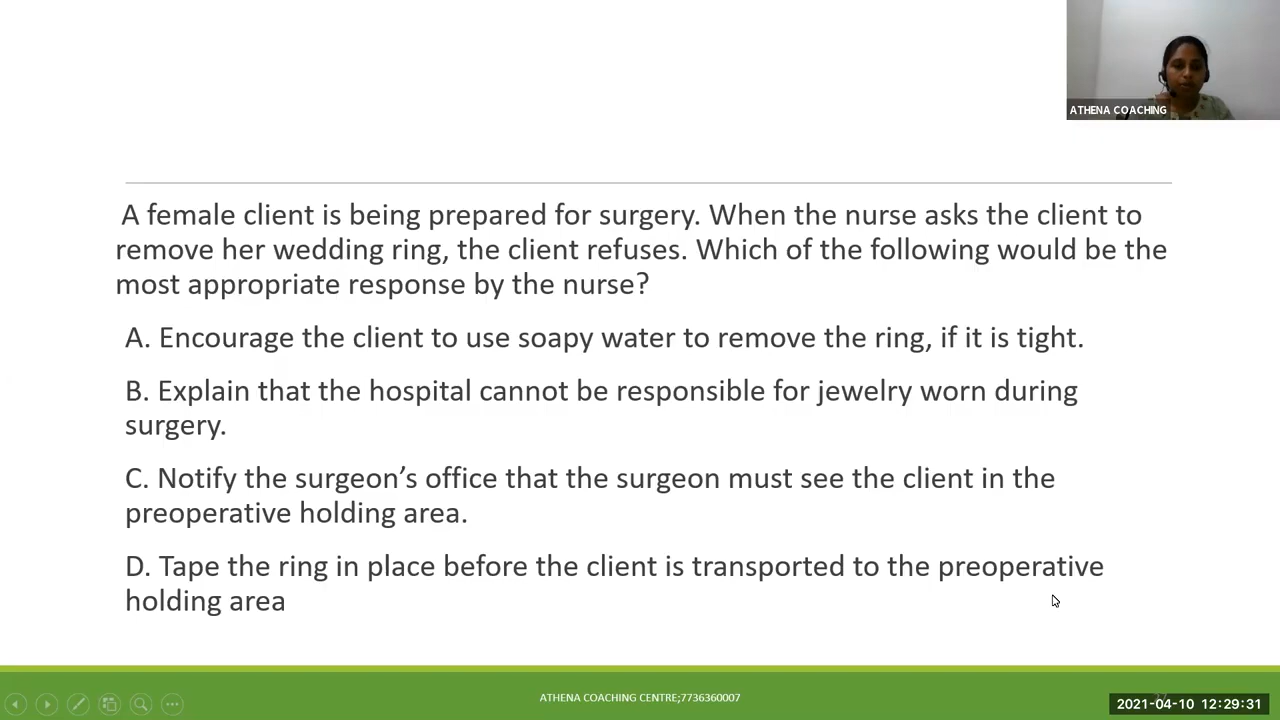 ATHENA COACHING
A female client is being prepared for surgery. When the nurse asks the client to
remove her wedding ring, the client refuses. Which of the following would be the
most appropriate response by the nurse?
A. Encourage the client to use soapy water to remove the ring, if it is tight.
B. Explain that the hospital cannot be responsible for jewelry worn during
surgery.
C. Notify the surgeon’s office that the surgeon must see the client in the
preoperative holding area.
D. Tape the ring in place before the client is transported to the preoperative
holding area
ATHENA COACHING CENTRE;7736360007
2021-04-10 12:29:31